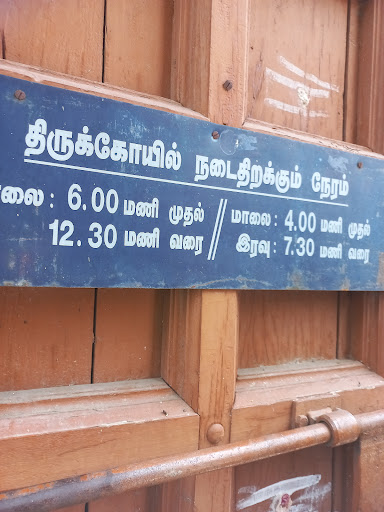 திருக்கோயில் நடைதிறக்கும் நேரம்
லை : 6.00 மணி முதல் // மாலை : 4.00 மணி முதல்
12.30 மணி வரை // இரவு : 7.30 மணி வரை